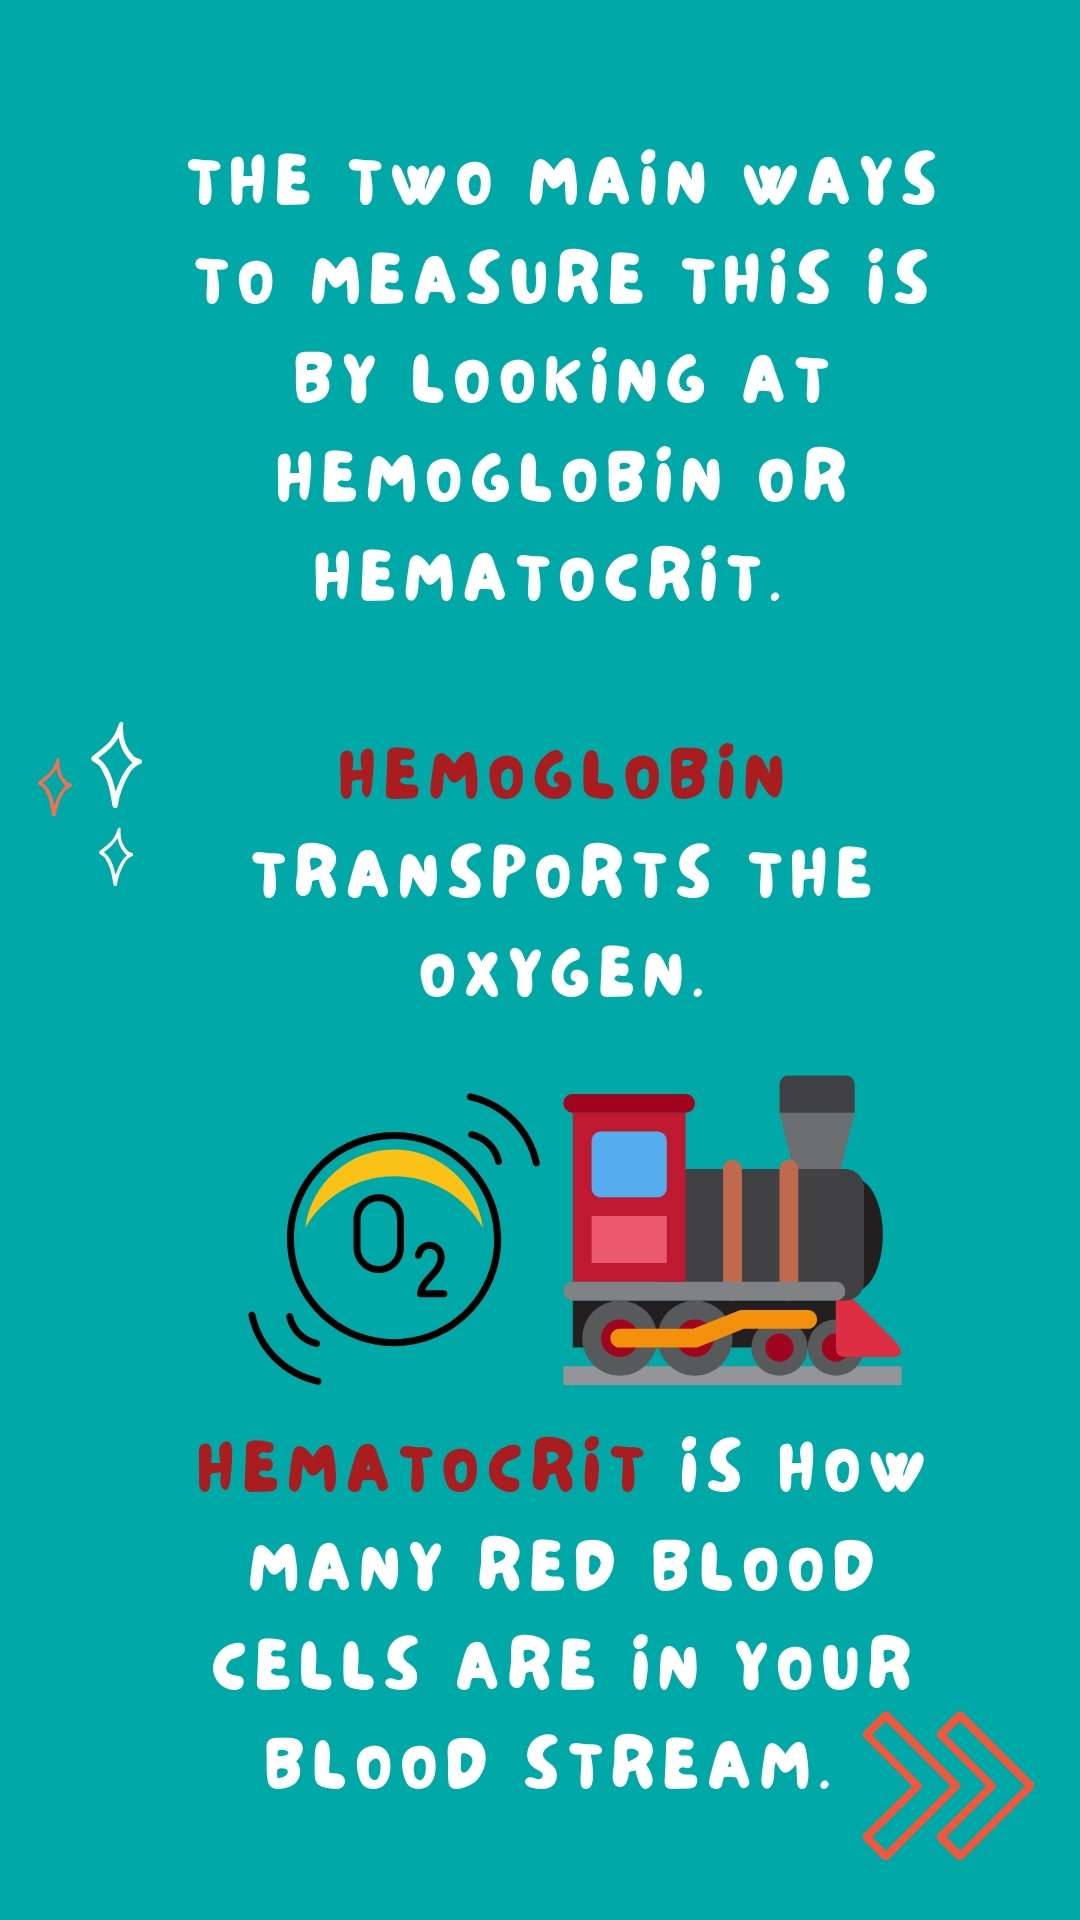 THE TWO MAIN WAYS
TO MEASURE THIS IS
BY LOOKING AT
HEMOGLOBIN OR
HEMATOCRIT.
HEMOGLOBIN
TRANSPORTS THE
OXYGEN.
O2
HEMATOCRIT IS HOW
MANY RED BLOOD
CELLS ARE IN YOUR
BLOOD STREAM.